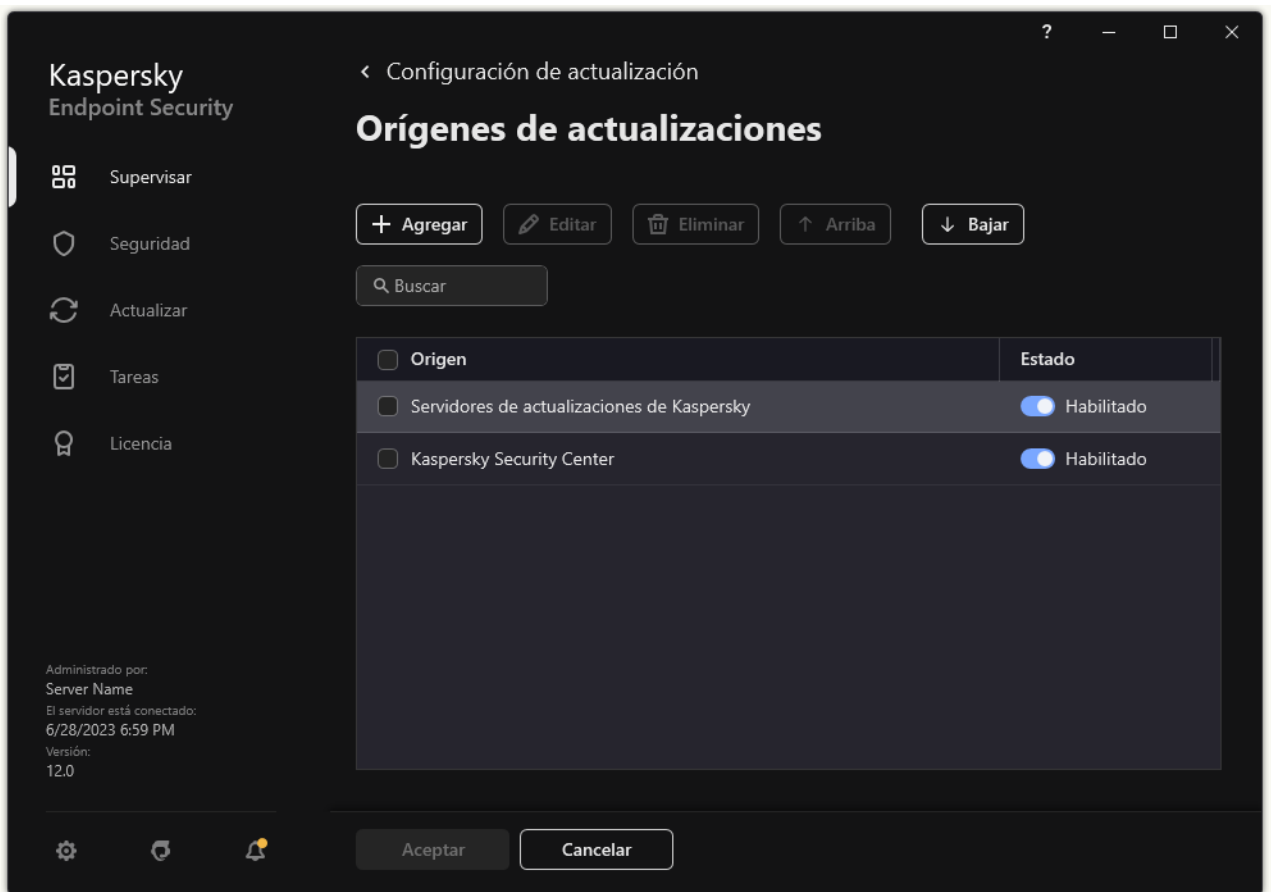 ?
Kaspersky
Endpoint Security
Supervisar
Seguridad
Actualizar
Tareas
Licencia
Administrado por:
Server Name
El servidor está conectado:
6/28/2023 6:59 PM
Versión:
12.0
Configuración de actualización
Orígenes de actualizaciones
Agregar Editar Eliminar Arriba Bajar
Buscar
Origen Estado
Servidores de actualizaciones de Kaspersky Habilitado
Kaspersky Security Center Habilitado
Aceptar Cancelar